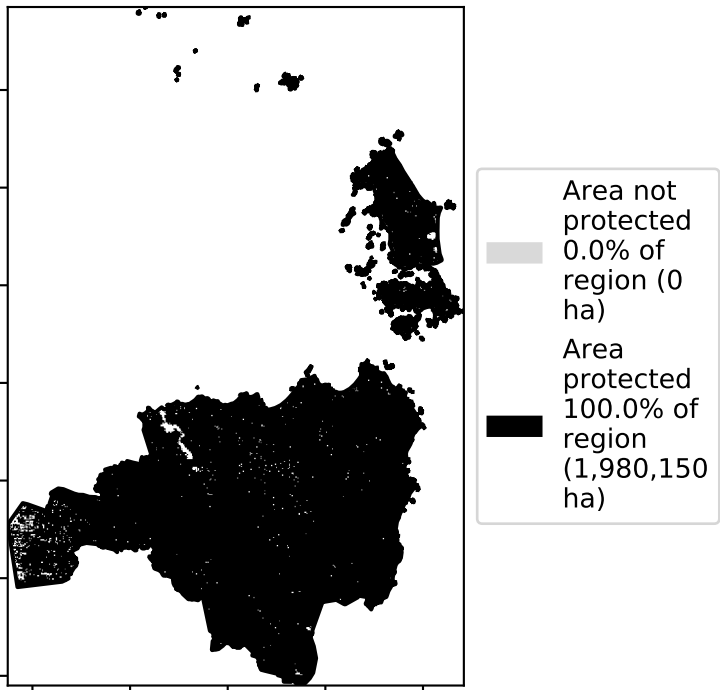 Area not
protected
0.0% of
region (0
ha)
Area
protected
100.0% of
region
(1,980,150
ha)